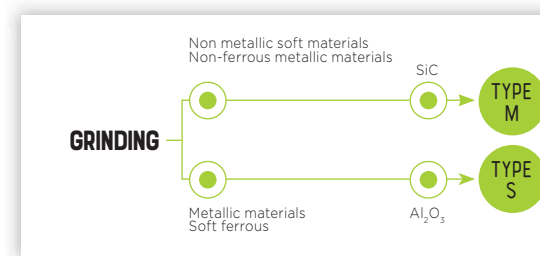 Non metallic soft materials
Non-ferrous metallic materials
SiC
TYPE
M
GRINDING
TYPE
S
Metallic materials
Soft ferrous
Al₂O₃